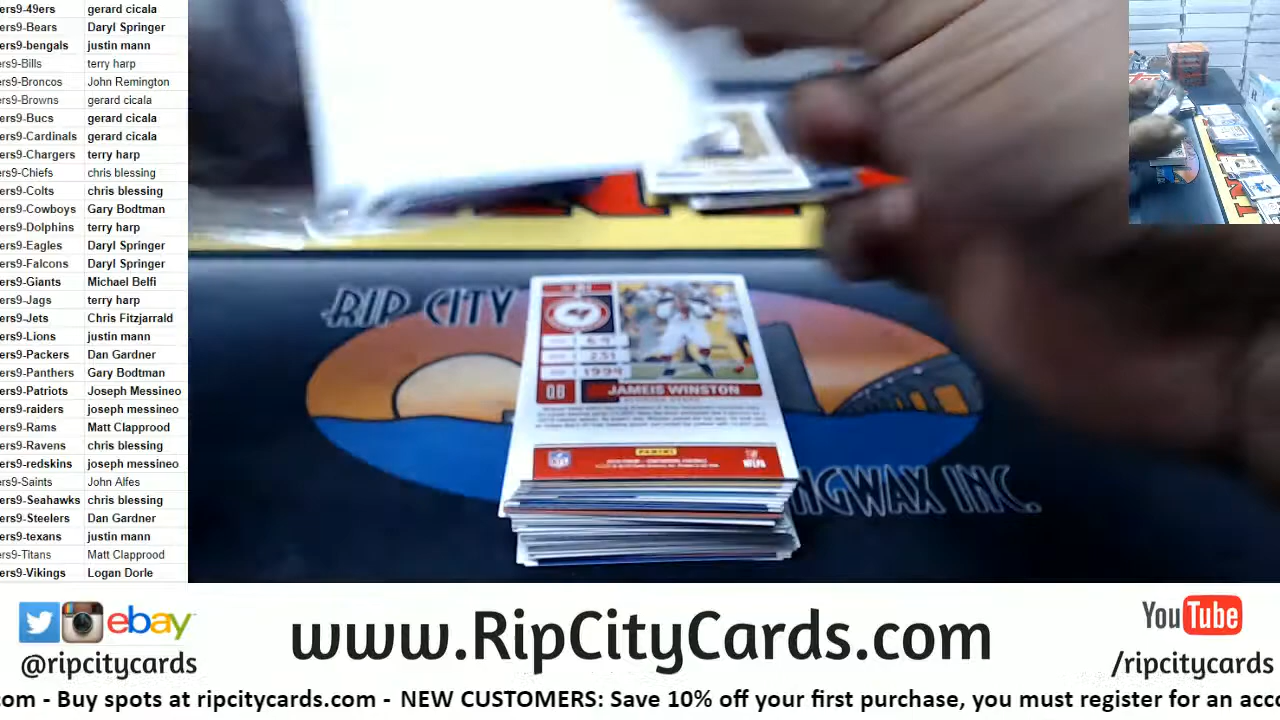 ers9-49ers gerard cicala
ers9-Bears Daryl Springer
ers9-bengals justin mann
ers9-Bills terry harp
ers9-Broncos John Remington
ers9-Browns gerard cicala
ers9-Bucs gerard cicala
ers9-Cardinals gerard cicala
ers9-Chargers terry harp
ers9-Chiefs chris blessing
ers9-Colts chris blessing
ers9-Cowboys Gary Bodtman
ers9-Dolphins terry harp
ers9-Eagles Daryl Springer
ers9-Falcons Daryl Springer
ers9-Giants Michael Belfi
ers9-Jags terry harp
ers9-Jets Chris Fitzjarrald
ers9-Lions justin mann
ers9-Packers Dan Gardner
ers9-Panthers Gary Bodtman
ers9-Patriots Joseph Messineo
ers9-raiders joseph messineo
ers9-Rams Matt Clapprood
ers9-Ravens chris blessing
ers9-redskins joseph messineo
ers9-Saints John Alfes
ers9-Seahawks chris blessing
ers9-Steelers Dan Gardner
ers9-texans justin mann
ers9-Titans Matt Clapprood
ers9-Vikings Logan Dorle
RIP CITY
NGWAX INC.
QB JAMEIS WINSTON
PANINI
NFL
ebay
@ripcitycards
www.RipCityCards.com
YouTube
/ripcitycards
com - Buy spots at ripcitycards.com - NEW CUSTOMERS: Save 10% off your first purchase, you must register for an acco